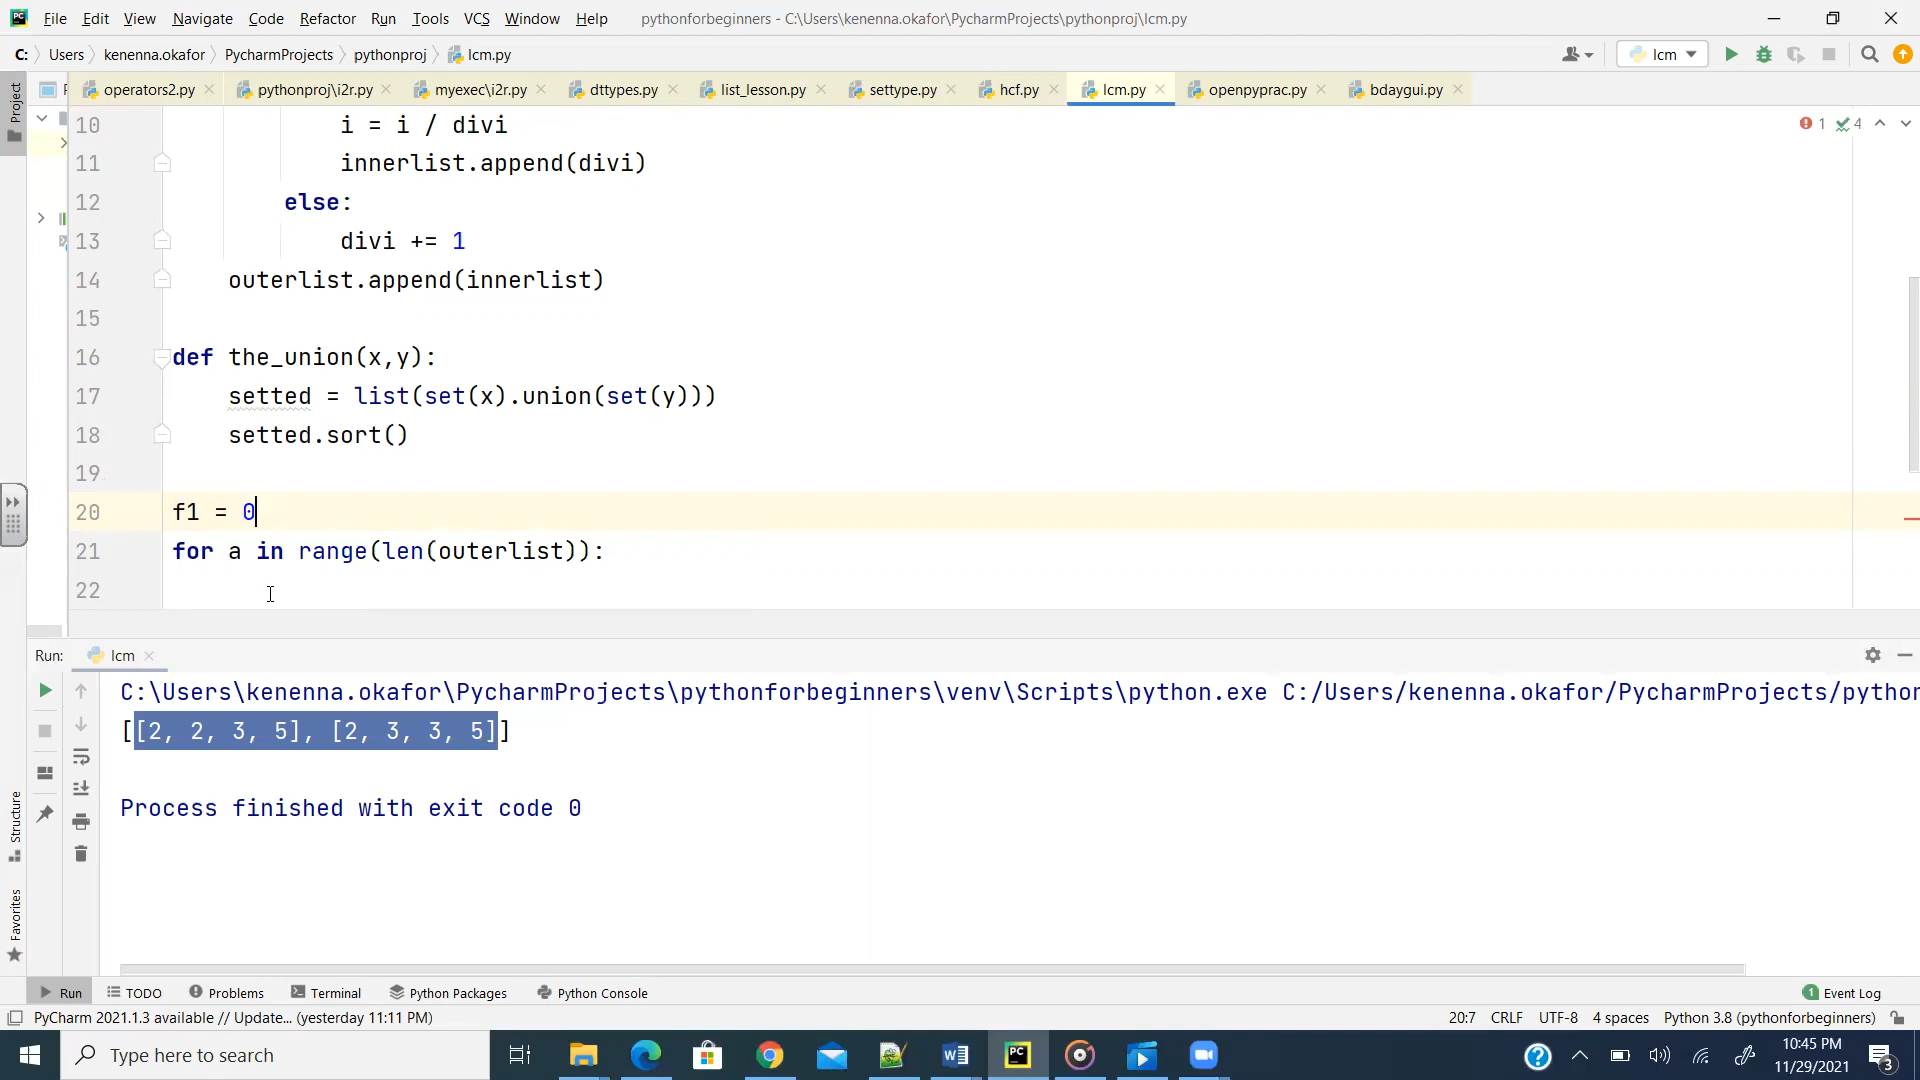 File Edit View Navigate Code Refactor Run Tools VCS Window Help pythonforbeginners - C:\Users\kenenna.okafor\PycharmProjects\pythonproj\lcm.py
C: Users kenenna.okafor PycharmProjects pythonproj lcm.py lcm
operators2.py pythonproj\i2r.py myexec\i2r.py dttypes.py list_lesson.py settype.py hcf.py lcm.py openpyprac.py bdaygui.py
Project
1 4
10 i = i / divi
11 innerlist.append(divi)
12 else:
13 divi += 1
14 outerlist.append(innerlist)
15
16 def the_union(x,y):
17 setted = list(set(x).union(set(y)))
18 setted.sort()
19
20 f1 = 0
21 for a in range(len(outerlist)):
22
Run: lcm
C:\Users\kenenna.okafor\PycharmProjects\pythonforbeginners\venv\Scripts\python.exe C:/Users/kenenna.okafor/PycharmProjects/python
[[2, 2, 3, 5], [2, 3, 3, 5]]
Process finished with exit code 0
Structure
Favorites
Run TODO Problems Terminal Python Packages Python Console 1 Event Log
PyCharm 2021.1.3 available // Update... (yesterday 11:11 PM) 20:7 CRLF UTF-8 4 spaces Python 3.8 (pythonforbeginners)
Type here to search
10:45 PM
11/29/2021
3